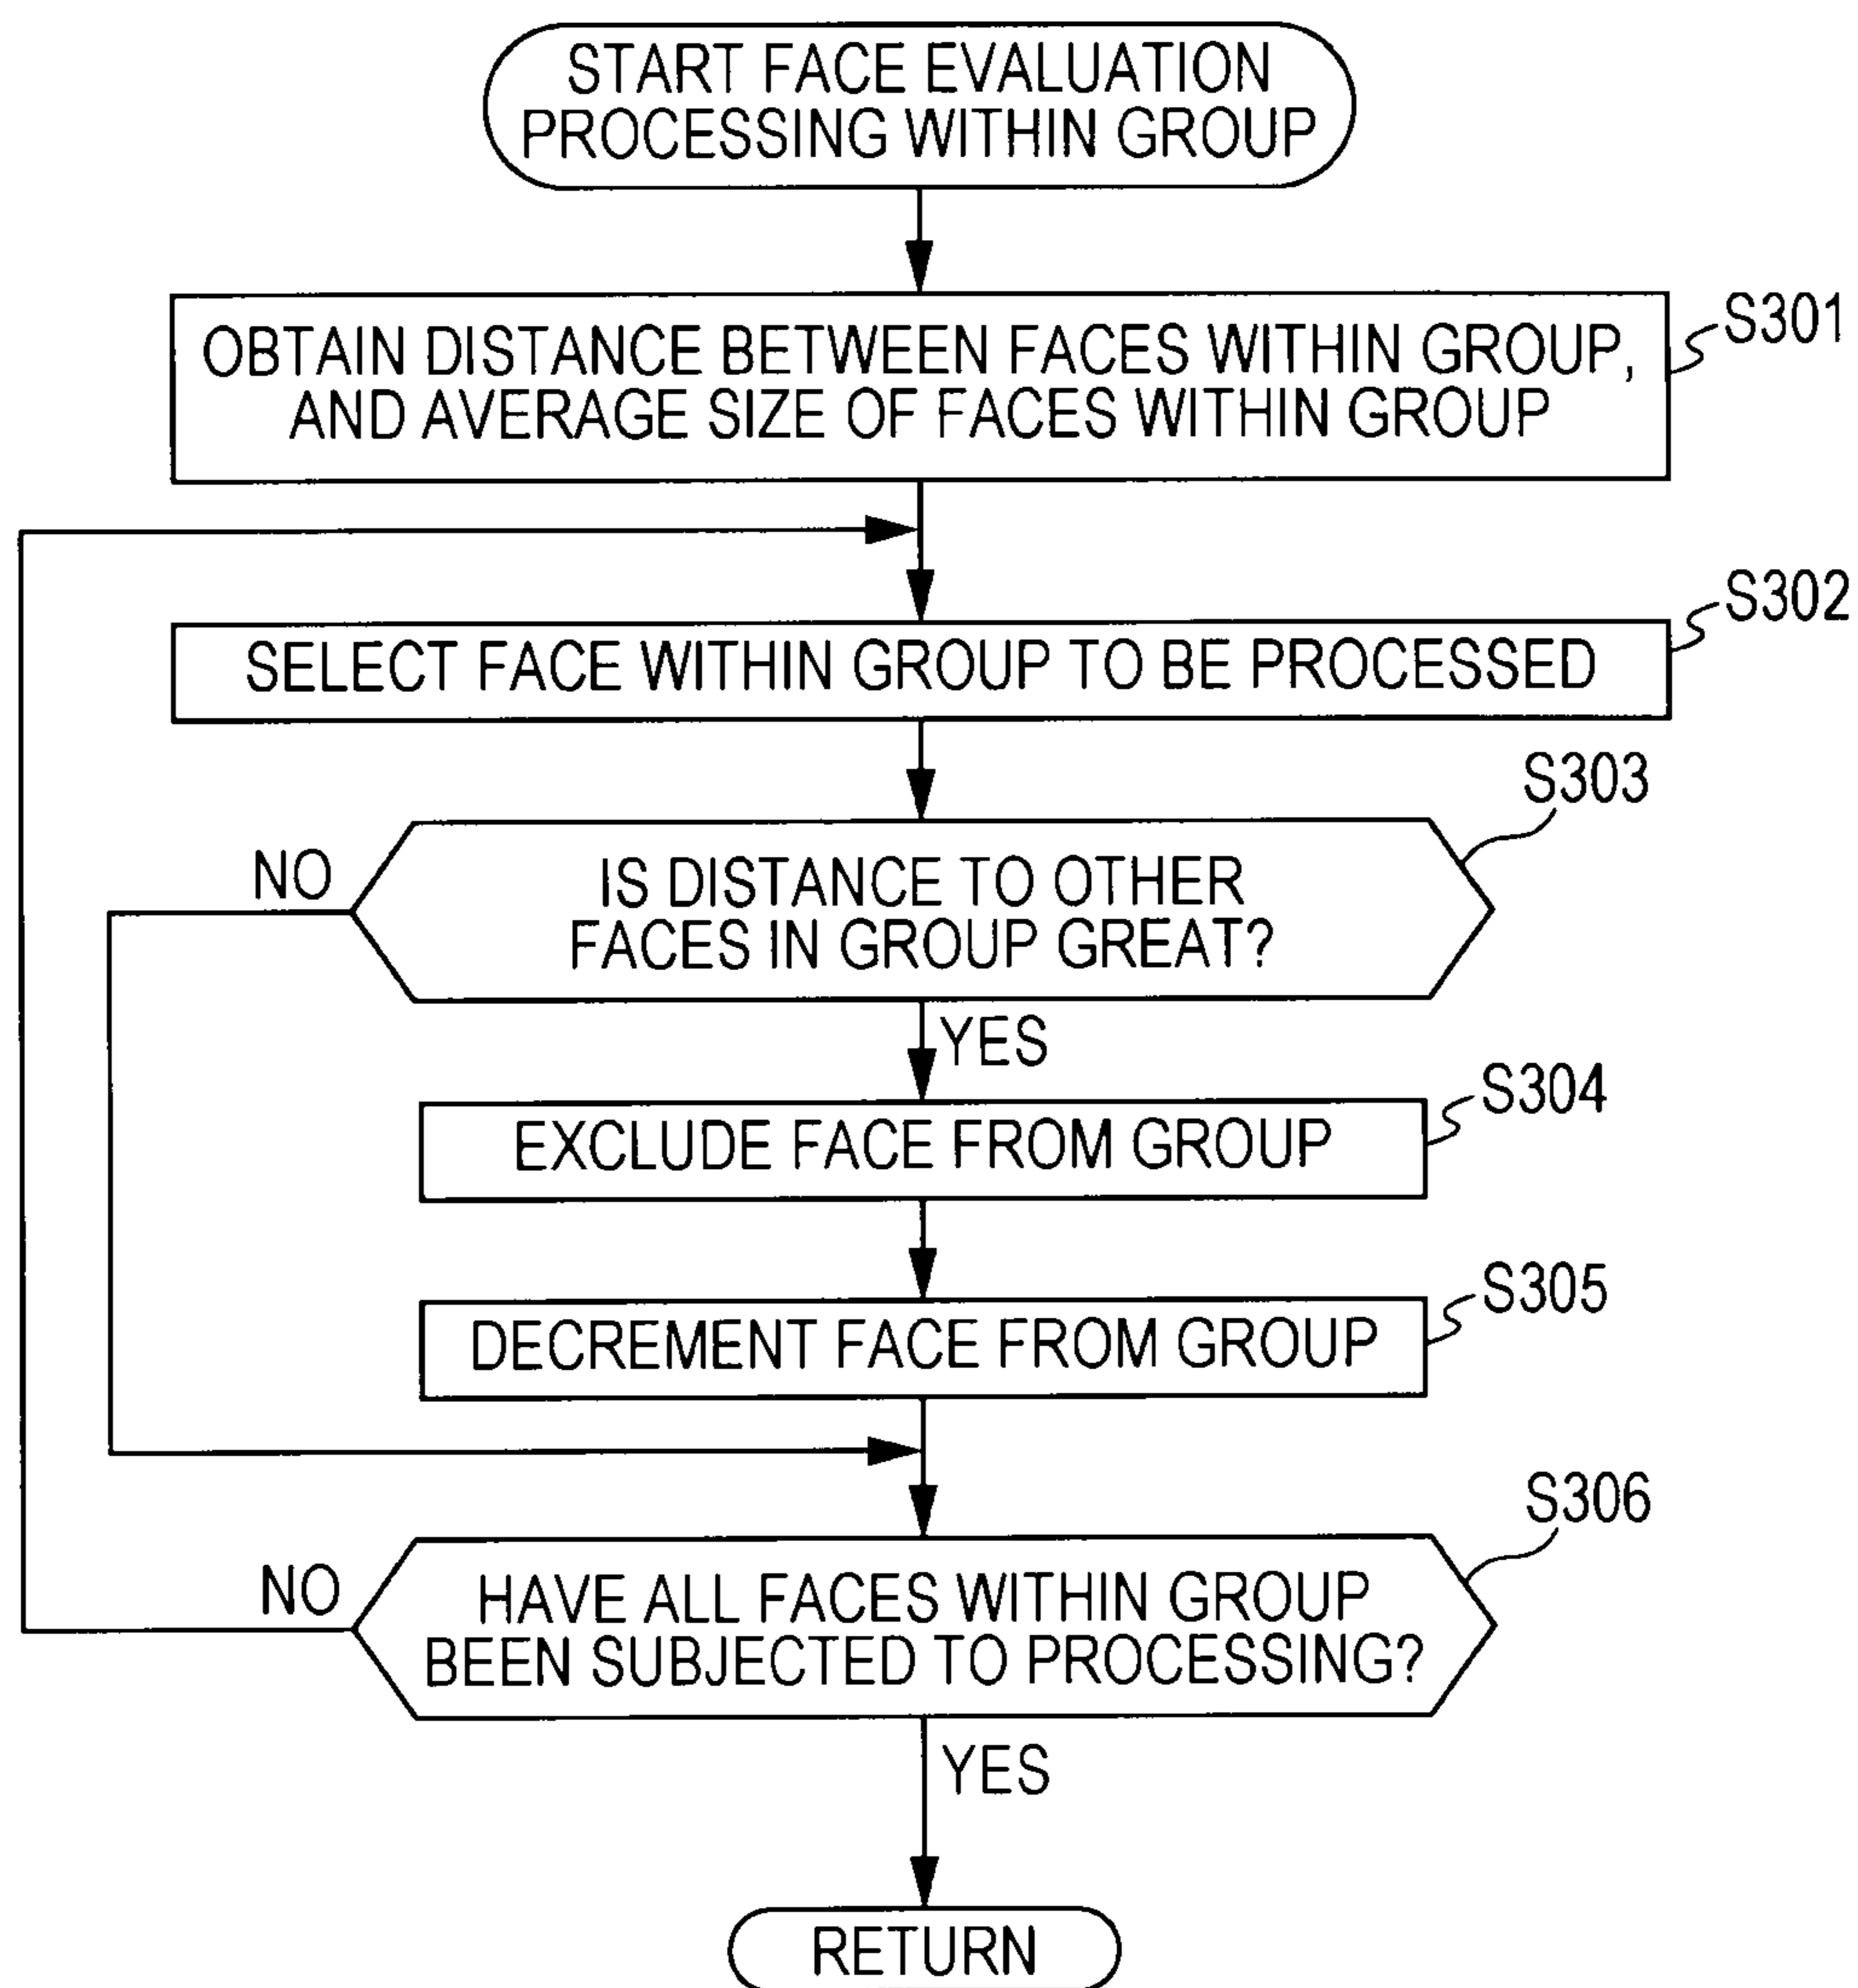 START FACE EVALUATION
PROCESSING WITHIN GROUP
OBTAIN DISTANCE BETWEEN FACES WITHIN GROUP,
AND AVERAGE SIZE OF FACES WITHIN GROUP
S301
SELECT FACE WITHIN GROUP TO BE PROCESSED
S302
S303
NO
IS DISTANCE TO OTHER
FACES IN GROUP GREAT?
YES
S304
EXCLUDE FACE FROM GROUP
S305
DECREMENT FACE FROM GROUP
S306
NO
HAVE ALL FACES WITHIN GROUP
BEEN SUBJECTED TO PROCESSING?
YES
RETURN